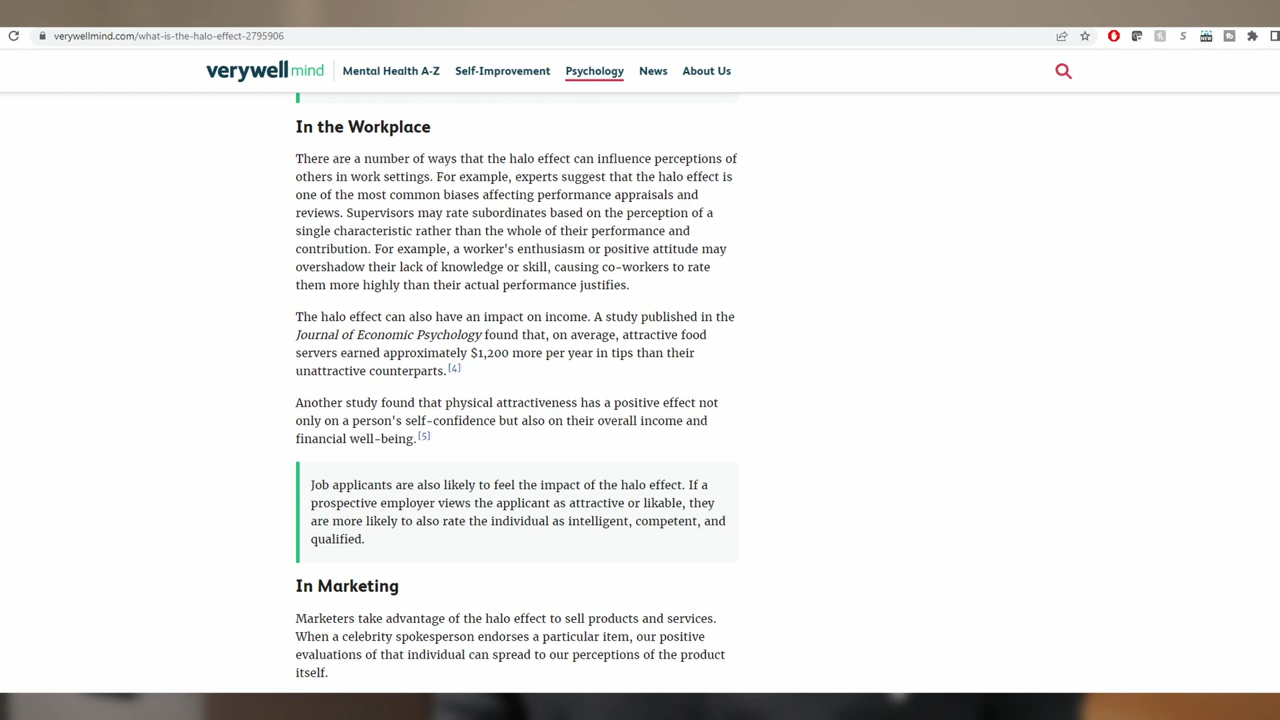 verywellmind.com/what-is-the-halo-effect-2795906
verywell mind
Mental Health A-Z Self-Improvement Psychology News About Us
In the Workplace
There are a number of ways that the halo effect can influence perceptions of
others in work settings. For example, experts suggest that the halo effect is
one of the most common biases affecting performance appraisals and
reviews. Supervisors may rate subordinates based on the perception of a
single characteristic rather than the whole of their performance and
contribution. For example, a worker's enthusiasm or positive attitude may
overshadow their lack of knowledge or skill, causing co-workers to rate
them more highly than their actual performance justifies.
The halo effect can also have an impact on income. A study published in the
Journal of Economic Psychology found that, on average, attractive food
servers earned approximately $1,200 more per year in tips than their
unattractive counterparts. [4]
Another study found that physical attractiveness has a positive effect not
only on a person's self-confidence but also on their overall income and
financial well-being. [5]
Job applicants are also likely to feel the impact of the halo effect. If a
prospective employer views the applicant as attractive or likable, they
are more likely to also rate the individual as intelligent, competent, and
qualified.
In Marketing
Marketers take advantage of the halo effect to sell products and services.
When a celebrity spokesperson endorses a particular item, our positive
evaluations of that individual can spread to our perceptions of the product
itself.